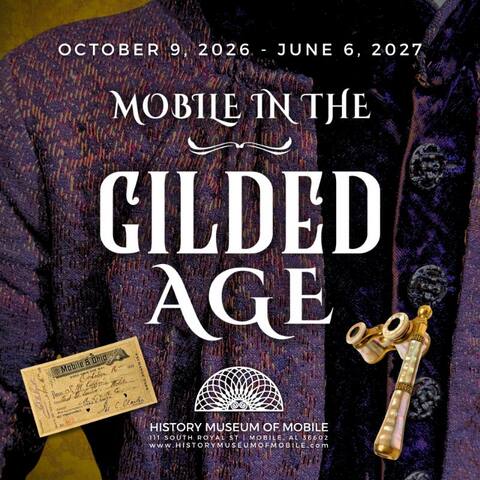 OCTOBER 9, 2026 - JUNE 6, 2027
MOBILE IN THE
GILDED
AGE
Mobile & Ohio
HISTORY MUSEUM OF MOBILE
111 SOUTH ROYAL ST | MOBILE, AL 36602
www.HISTORYMUSEUMOFMOBILE.com